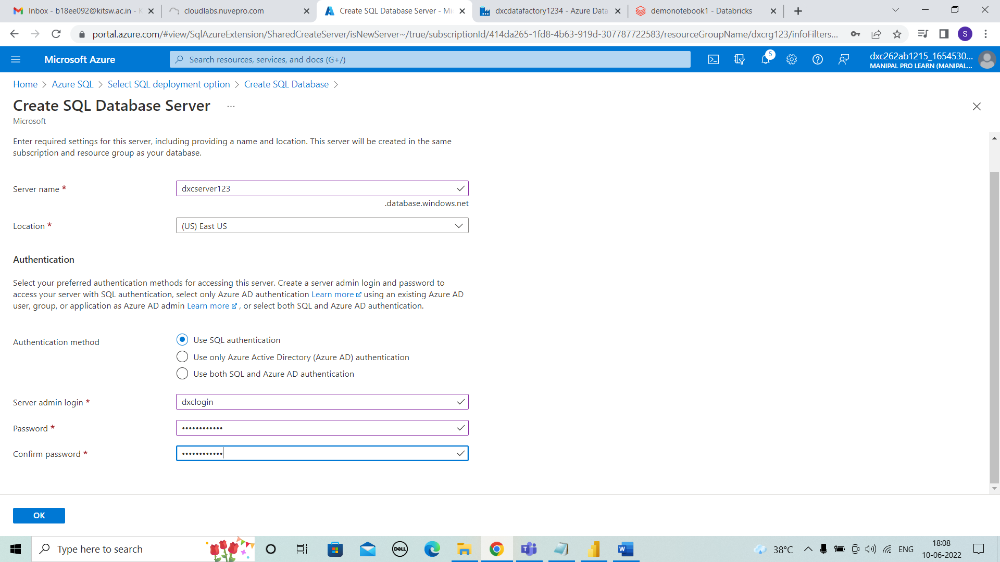 Inbox - b18ee092@kitsw.ac.in -
cloudlabs.nuvepro.com
Create SQL Database Server - Mi
dxcdatafactory1234 - Azure Data
demonotebook1 - Databricks
portal.azure.com/#view/SqlAzureExtension/SharedCreateServer/isNewServer~/true/subscriptionId/414da265-1fd8-4b63-919d-307787722583/resourceGroupName/dxcrg123/infoFilters...
S
Microsoft Azure
Search resources, services, and docs (G+/)
5
dxc262ab1215_1654530...
MANIPAL PRO LEARN (MANIPAL...
Home > Azure SQL > Select SQL deployment option > Create SQL Database >
Create SQL Database Server ...
Microsoft
Enter required settings for this server, including providing a name and location. This server will be created in the same
subscription and resource group as your database.
Server name *
dxcserver123
.database.windows.net
Location *
(US) East US
Authentication
Select your preferred authentication methods for accessing this server. Create a server admin login and password to
access your server with SQL authentication, select only Azure AD authentication Learn more using an existing Azure AD
user, group, or application as Azure AD admin Learn more , or select both SQL and Azure AD authentication.
Authentication method
Use SQL authentication
Use only Azure Active Directory (Azure AD) authentication
Use both SQL and Azure AD authentication
Server admin login *
dxclogin
Password *
••••••••••••
Confirm password *
••••••••••••
OK
Type here to search
DELL
W
38°C
ENG
18:08
10-06-2022